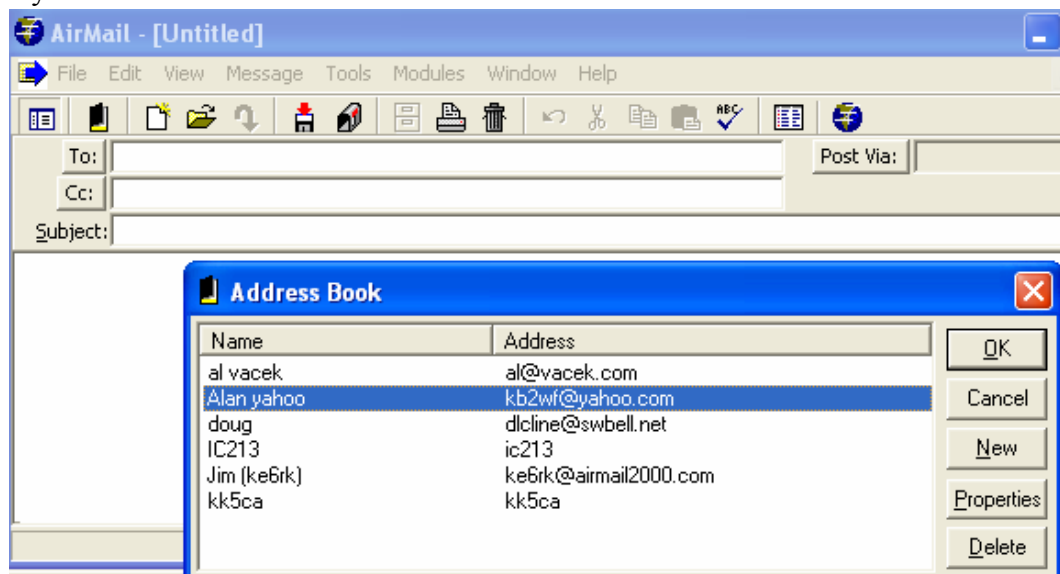 AirMail - [Untitled]
File Edit View Message Tools Modules Window Help
ABC
To: Post Via:
Cc:
Subject:
Address Book
Name Address
al vacek al@vacek.com
Alan yahoo kb2wf@yahoo.com
doug dlcline@swbell.net
IC213 ic213
Jim (ke6rk) ke6rk@airmail2000.com
kk5ca kk5ca
OK
Cancel
New
Properties
Delete